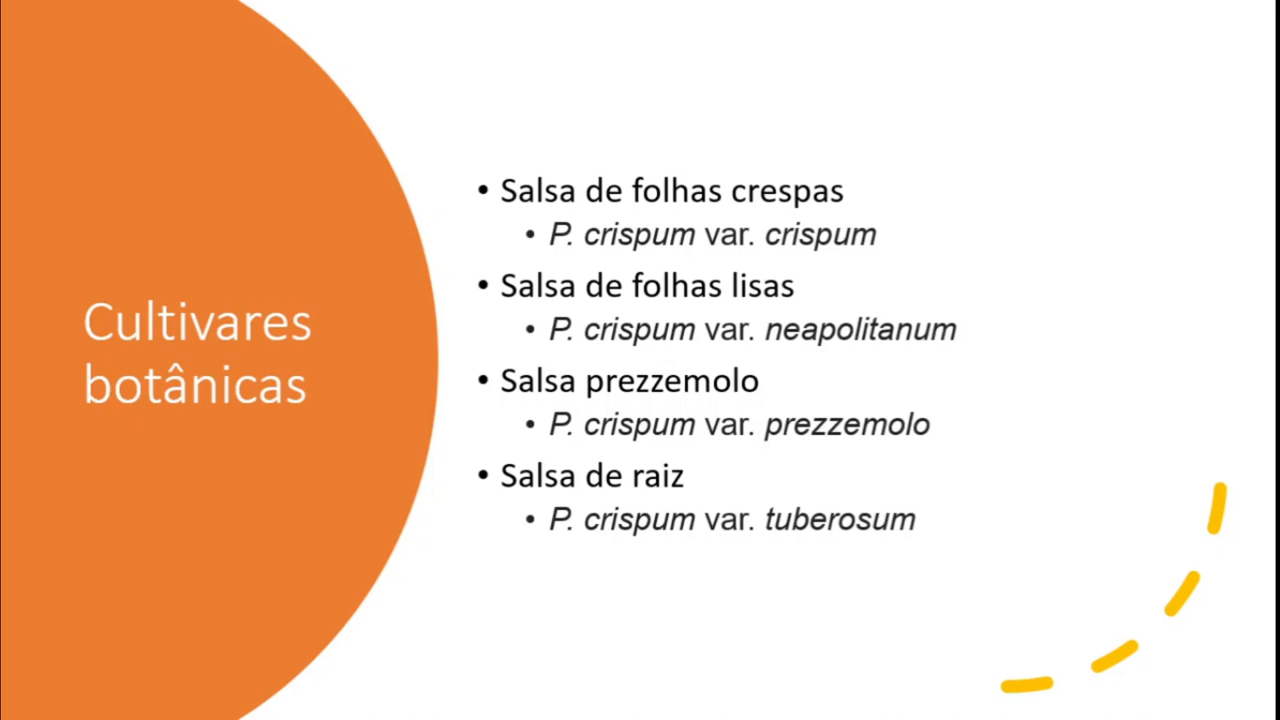 Cultivares
botânicas
• Salsa de folhas crespas
• P. crispum var. crispum
• Salsa de folhas lisas
• P. crispum var. neapolitanum
• Salsa prezzemolo
• P. crispum var. prezzemolo
• Salsa de raiz
• P. crispum var. tuberosum